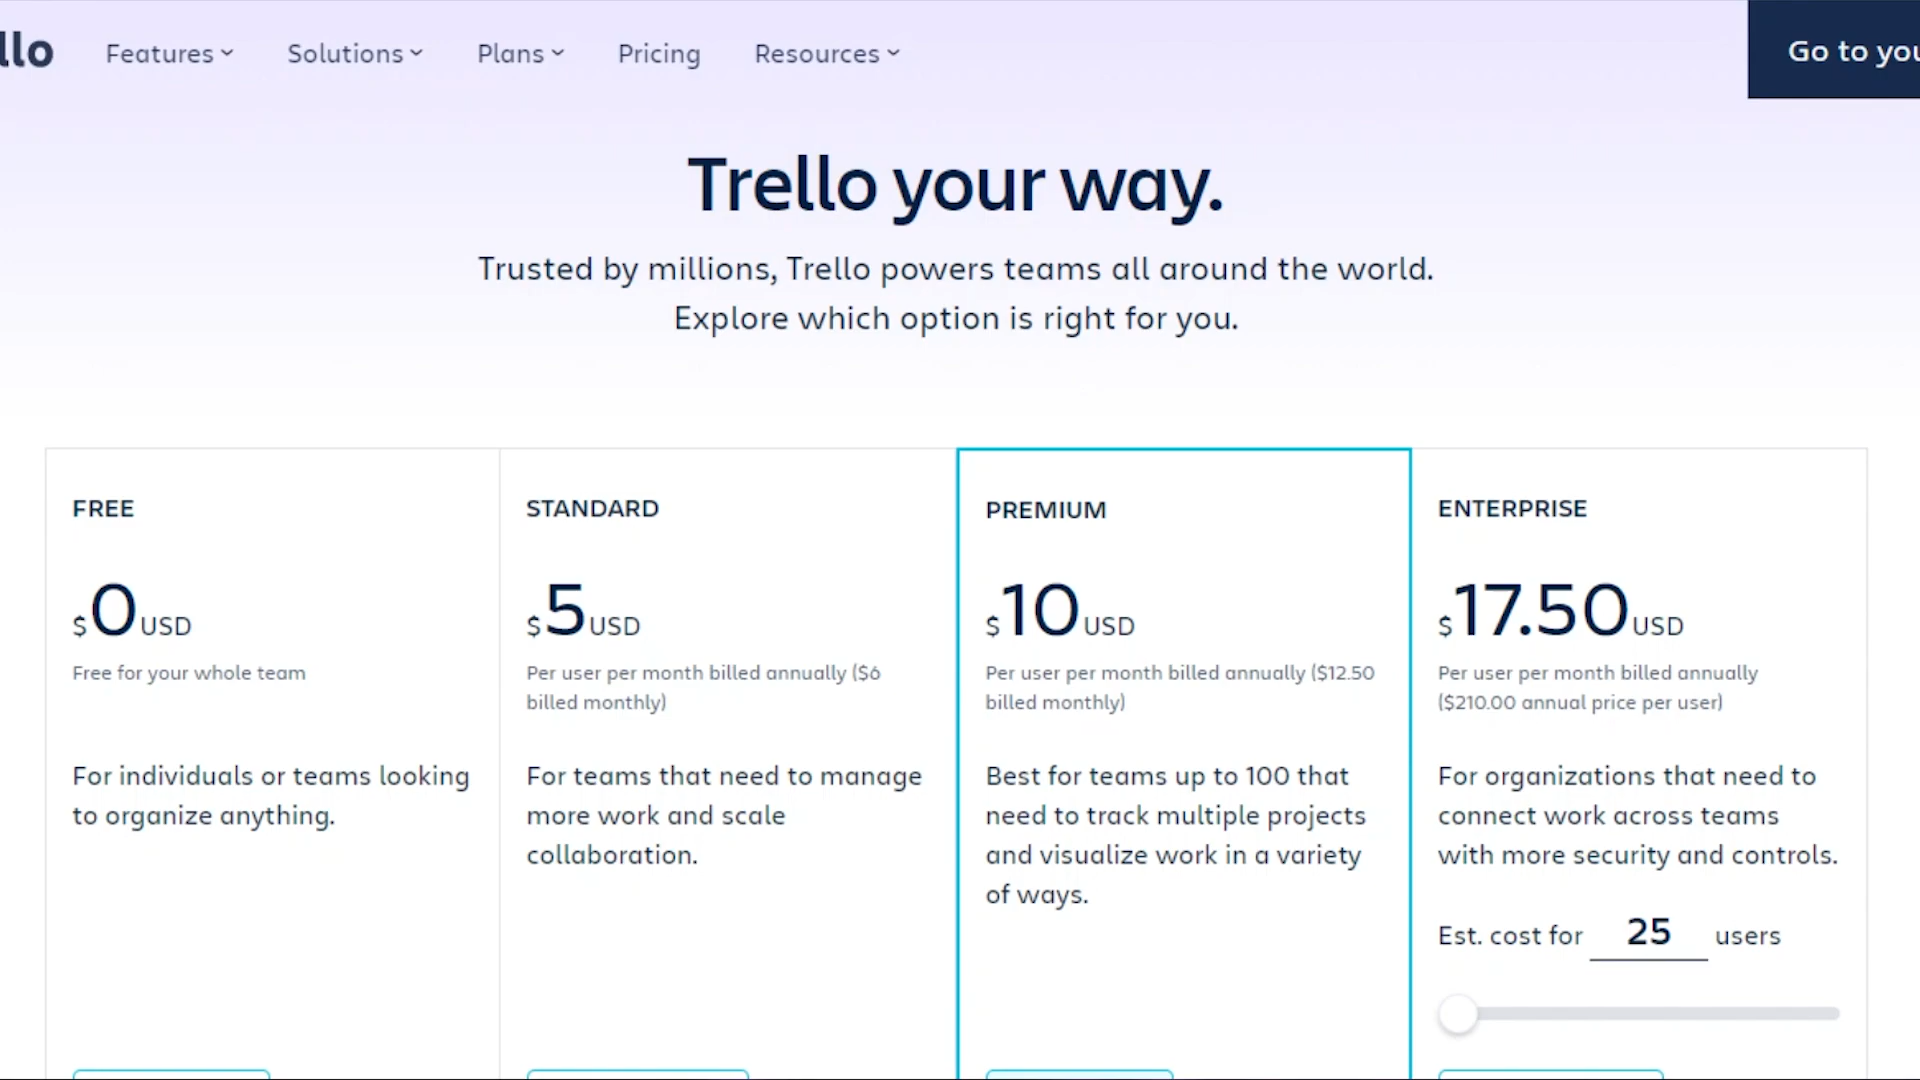 llo
Features
Solutions
Plans
Pricing
Resources
Go to you
Trello your way.
Trusted by millions, Trello powers teams all around the world.
Explore which option is right for you.
FREE
$0USD
Free for your whole team
For individuals or teams looking
to organize anything.
STANDARD
$5USD
Per user per month billed annually ($6
billed monthly)
For teams that need to manage
more work and scale
collaboration.
PREMIUM
$10USD
Per user per month billed annually ($12.50
billed monthly)
Best for teams up to 100 that
need to track multiple projects
and visualize work in a variety
of ways.
ENTERPRISE
$17.50USD
Per user per month billed annually
($210.00 annual price per user)
For organizations that need to
connect work across teams
with more security and controls.
Est. cost for 25 users